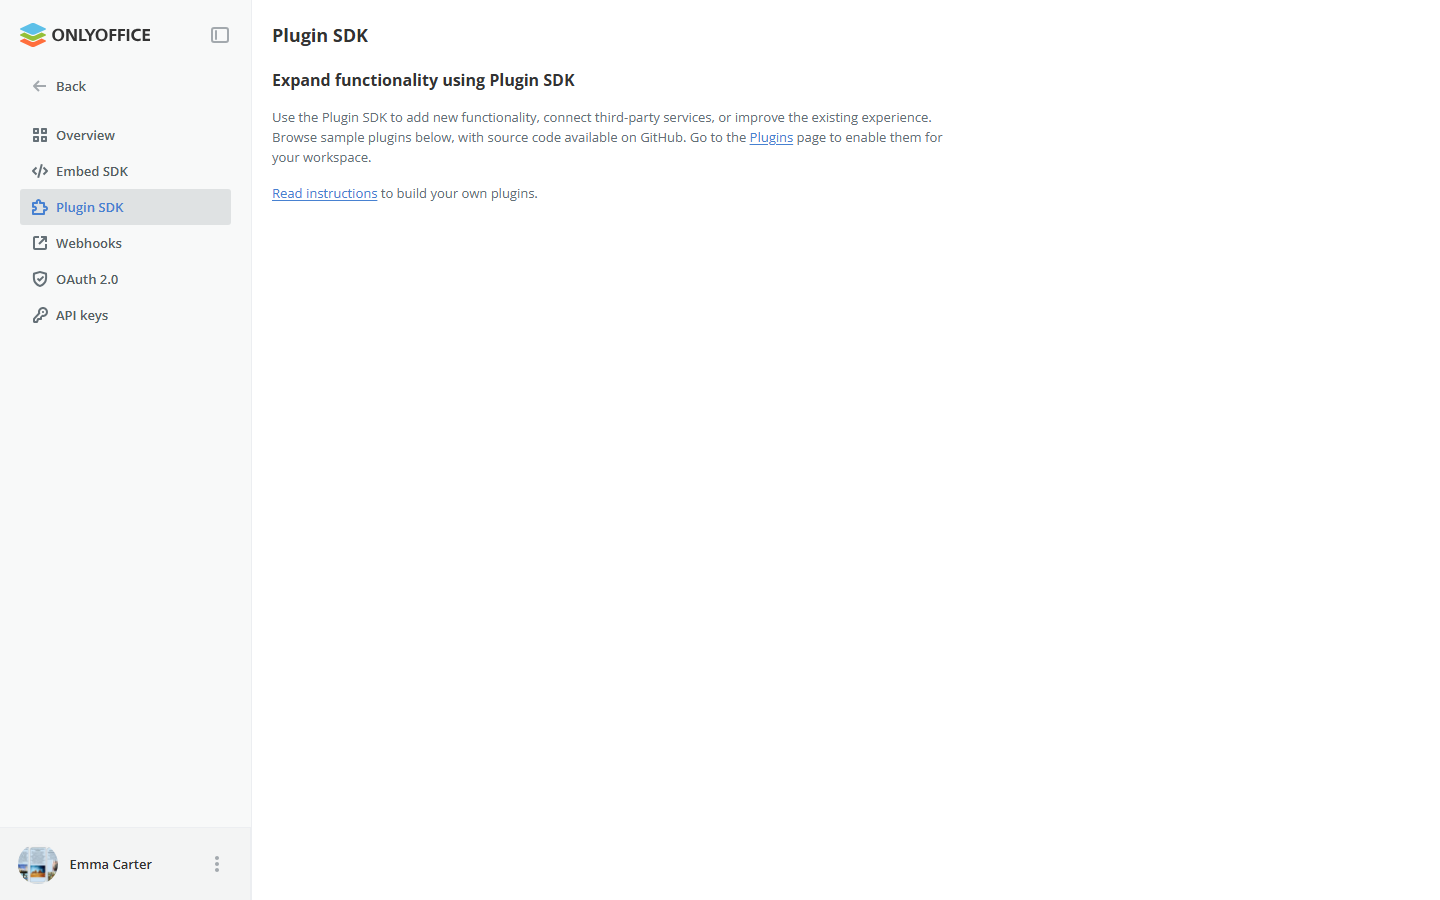 ONLYOFFICE
Back
Overview
Embed SDK
Plugin SDK
Webhooks
OAuth 2.0
API keys
Emma Carter
Plugin SDK
Expand functionality using Plugin SDK
Use the Plugin SDK to add new functionality, connect third-party services, or improve the existing experience.
Browse sample plugins below, with source code available on GitHub. Go to the Plugins page to enable them for
your workspace.
Read instructions to build your own plugins.